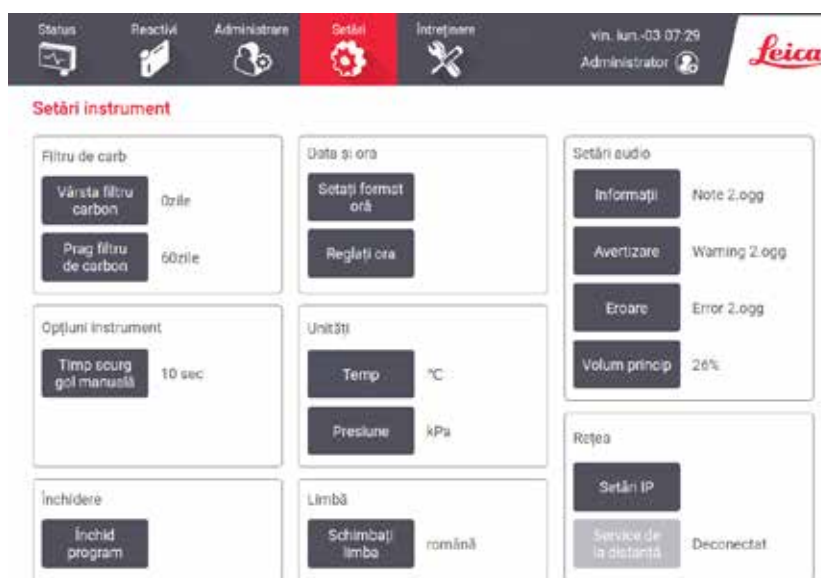 Status
Reactivi
Administrare
Setări
Întreținere
vin. iun.-03 07:29
Administrator
Leica
Setări instrument
Filtru de carb
Vârsta filtru
carbon
0zile
Prag filtru
de carbon
60zile
Data și ora
Setați format
oră
Reglați ora
Setări audio
Informații
Note 2.ogg
Avertizare
Warning 2.ogg
Eroare
Error 2.ogg
Volum princip
26%
Opțiuni instrument
Timp scurg
gol manuală
10 sec
Unități
Temp
°C
Presiune
kPa
Rețea
Setări IP
Service de
la distanță
Deconectat
Închidere
Închid
program
Limbă
Schimbați
limba
română